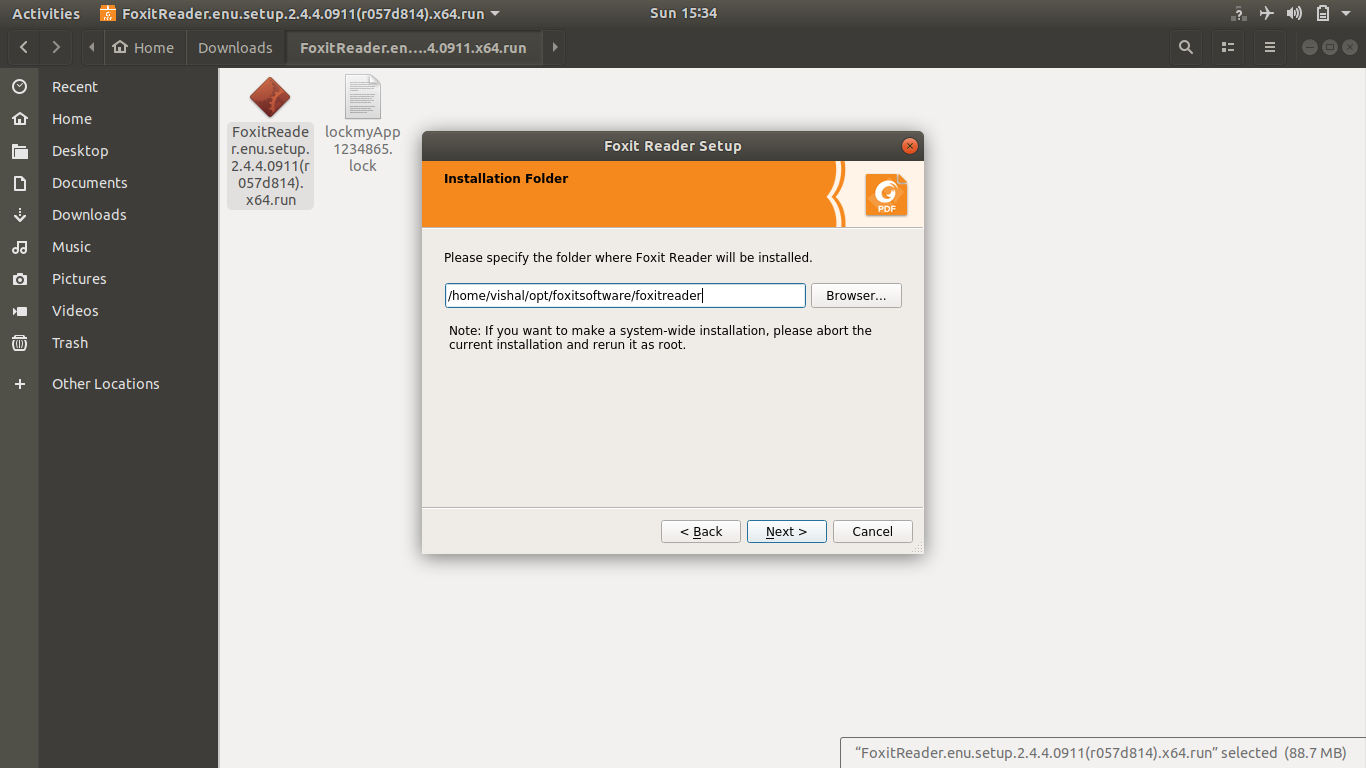 Activities
FoxitReader.enu.setup.2.4.4.0911(r057d814).x64.run
Sun 15:34
?
Home
Downloads
FoxitReader.en....4.0911.x64.run
Recent
Home
Desktop
Documents
Downloads
Music
Pictures
Videos
Trash
+ Other Locations
FoxitReade
r.enu.setup.
2.4.4.0911(r
057d814).
x64.run
lockmyApp
1234865.
lock
Foxit Reader Setup
Installation Folder
PDF
Please specify the folder where Foxit Reader will be installed.
/home/vishal/opt/foxitsoftware/foxitreader
Browser...
Note: If you want to make a system-wide installation, please abort the
current installation and rerun it as root.
< Back
Next >
Cancel
“FoxitReader.enu.setup.2.4.4.0911(r057d814).x64.run” selected (88.7 MB)